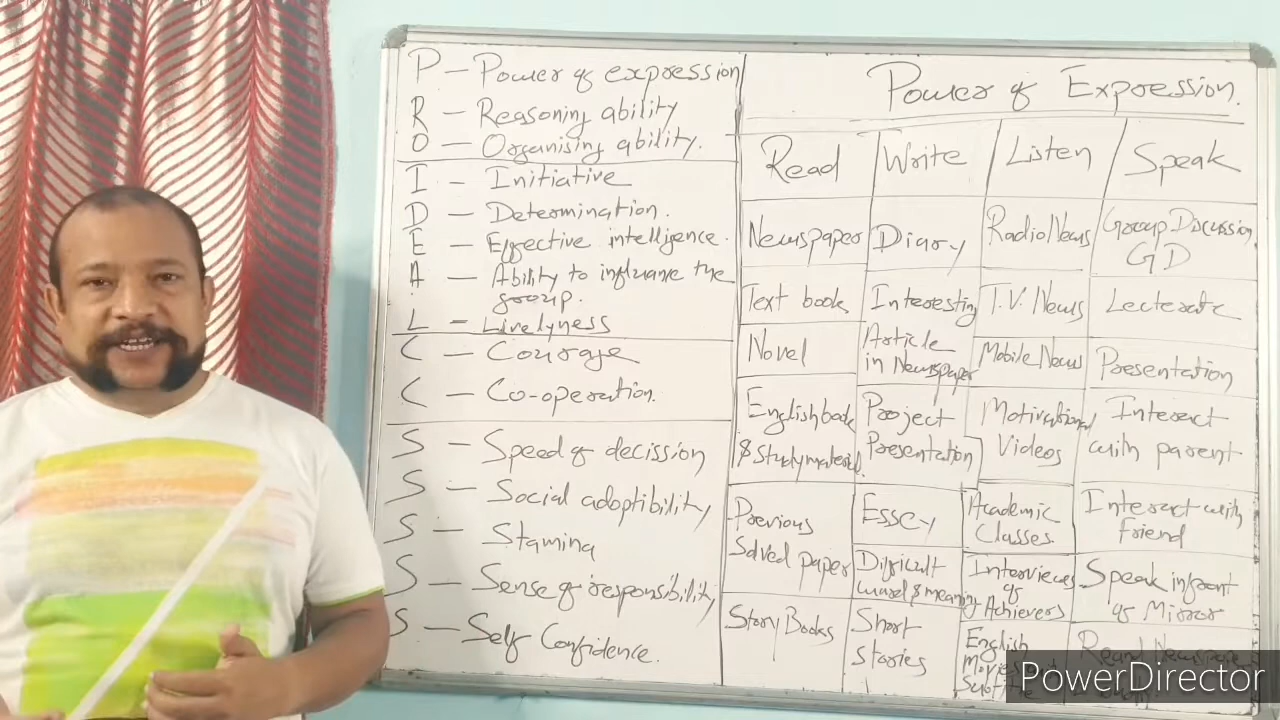 P – Power of expression
R – Reasoning ability
O – Organising ability.
I – Initiative
D – Determination.
E – Effective intelligence.
A – Ability to influence the
group.
L – Livelyness
C – Courage
C – Co-operation.
S – Speed of decission
S – Social adoptibility
S – Stamina
S – Sense of responsibility
S – Self Confidence.
Power of Expression.
Read
Write
Listen
Speak
Newspaper
Diary
Radio News
Group Discussion
GD
Text book
Interesting
Article
in Newspaper
T.V. News
Novel
Mobile News
Presentation
English book
& Study material
Project
Presentation
Motivational
Videos
Interect
with parent
Previous
Solved paper
Essey
Academic
Classes
Interect with
friend
Difficult
word & meaning
Interviews
of
Achievers
Speak infront
of Mirror
Story Books
Short
Stories
English
PowerDirector